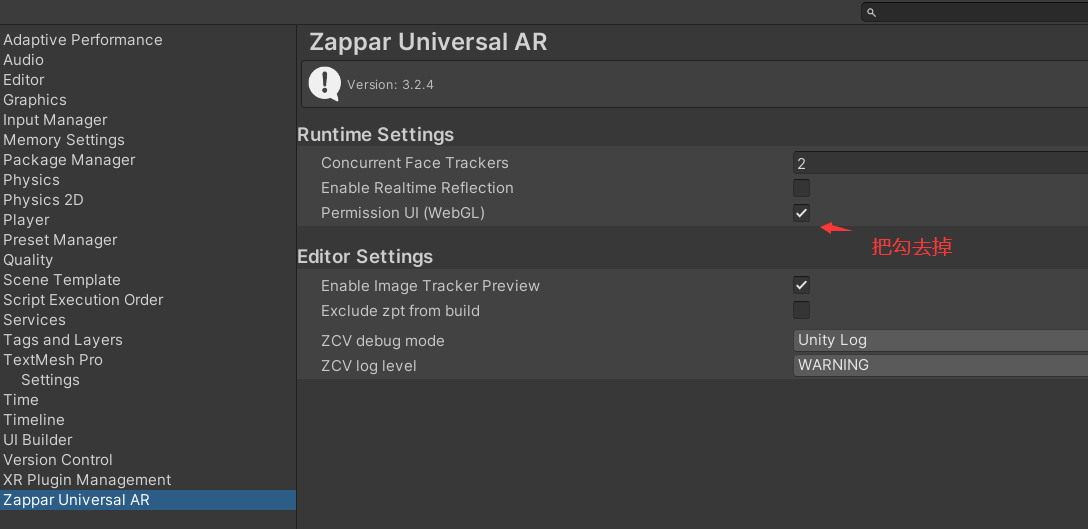 Adaptive Performance
Audio
Editor
Graphics
Input Manager
Memory Settings
Package Manager
Physics
Physics 2D
Player
Preset Manager
Quality
Scene Template
Script Execution Order
Services
Tags and Layers
TextMesh Pro
Settings
Time
Timeline
UI Builder
Version Control
XR Plugin Management
Zappar Universal AR
Zappar Universal AR
Version: 3.2.4
Runtime Settings
Concurrent Face Trackers 2
Enable Realtime Reflection
Permission UI (WebGL)
把勾去掉
Editor Settings
Enable Image Tracker Preview
Exclude zpt from build
ZCV debug mode Unity Log
ZCV log level WARNING